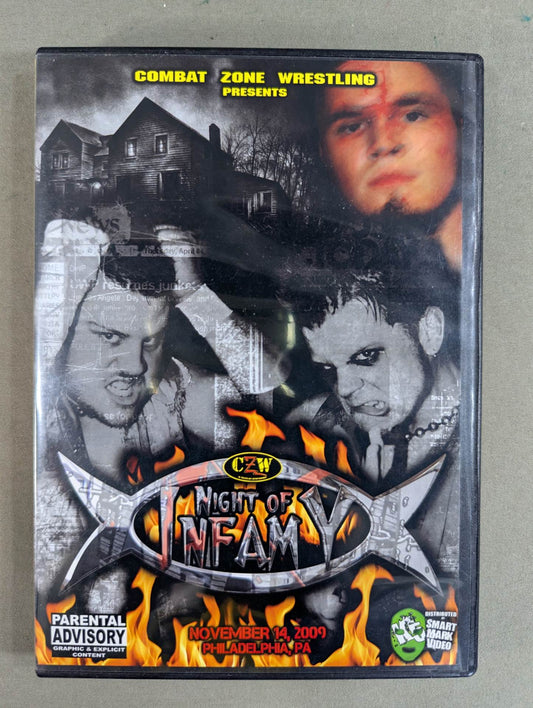 COMBAT ZONE WRESTLING
PRESENTS
News
CZW
NIGHT OF
INFAMY
PARENTAL
ADVISORY
GRAPHIC & EXPLICIT
CONTENT
NOVEMBER 14, 2009
PHILADELPHIA, PA
DISTRIBUTED
SMART
MARK
VIDEO